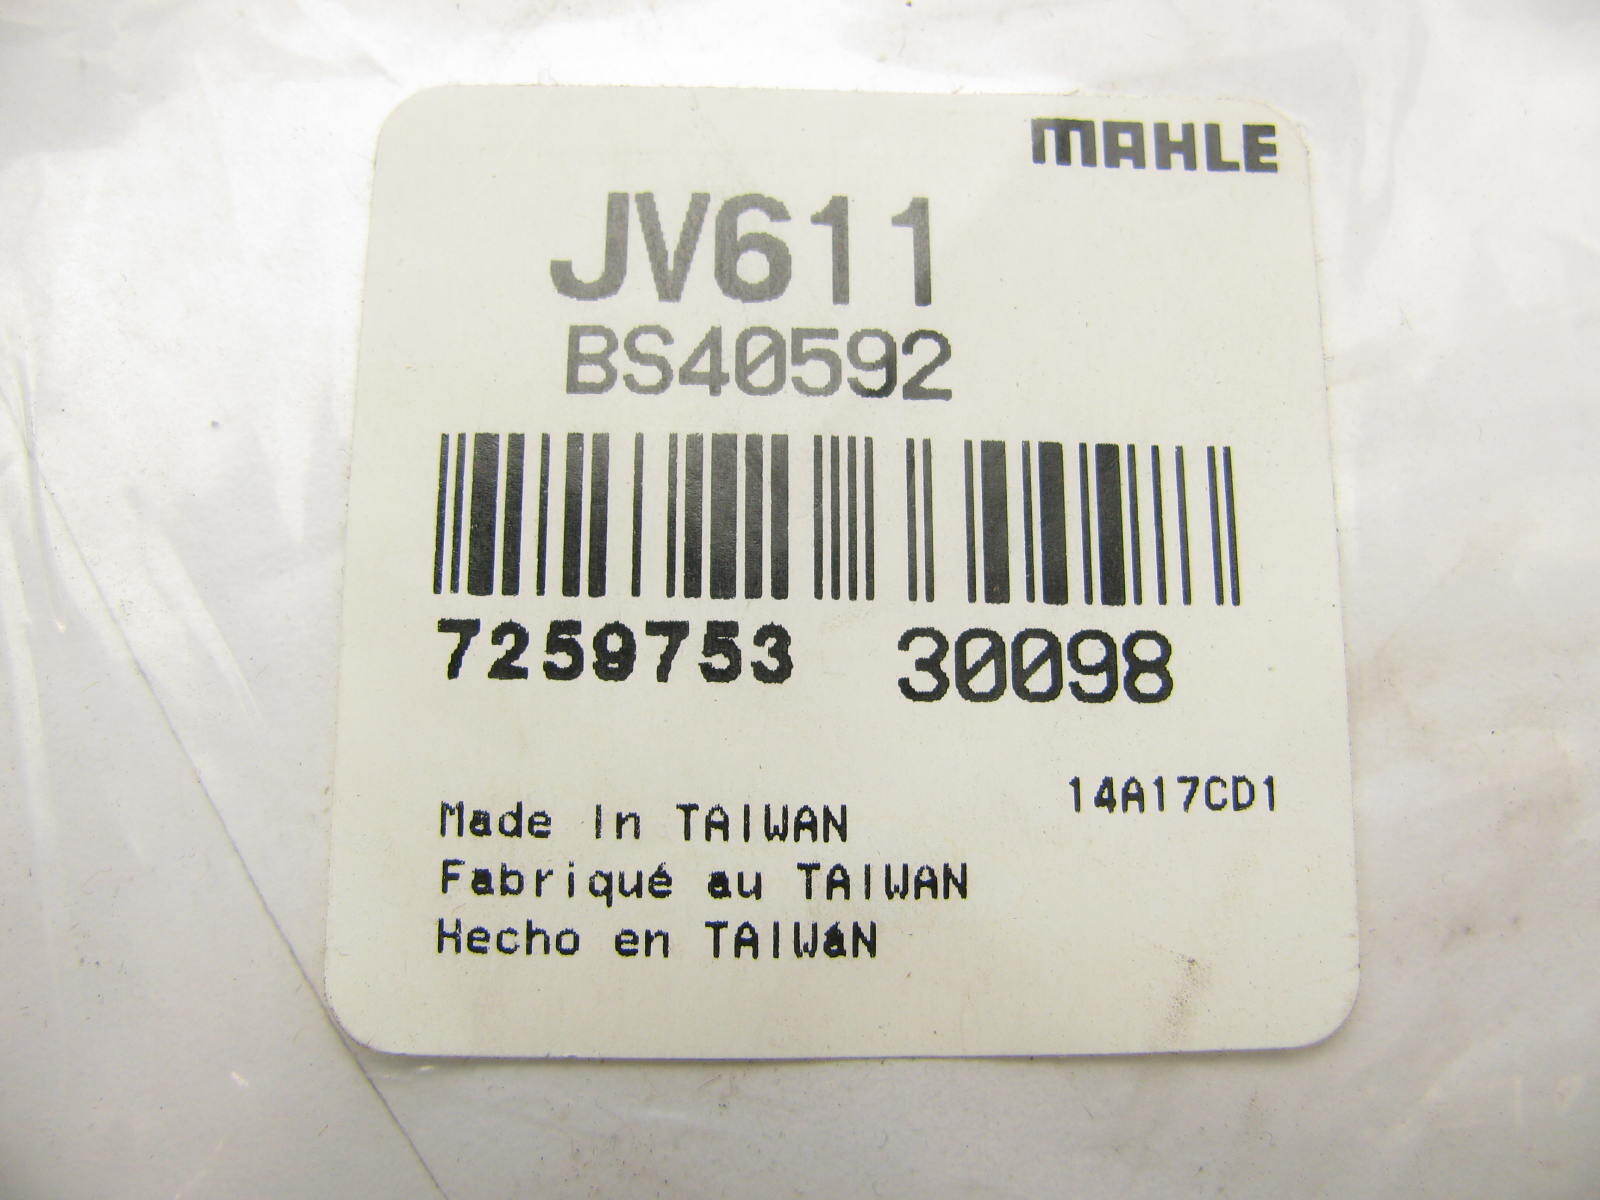 MAHLE
JV611
BS40592
7259753 30098
14A17CD1
Made In TAIWAN
Fabriqué au TAIWAN
Hecho en TAIWAN